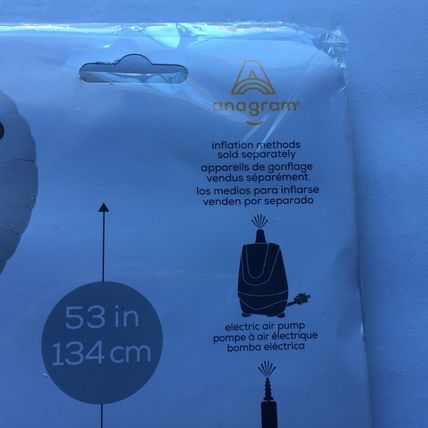 anagram®
inflation methods
sold separately
appareils de gonflage
vendus séparément
los medios para inflarse
venden por separado
53 in
134 cm
electric air pump
pompe à air électrique
bomba eléctrica